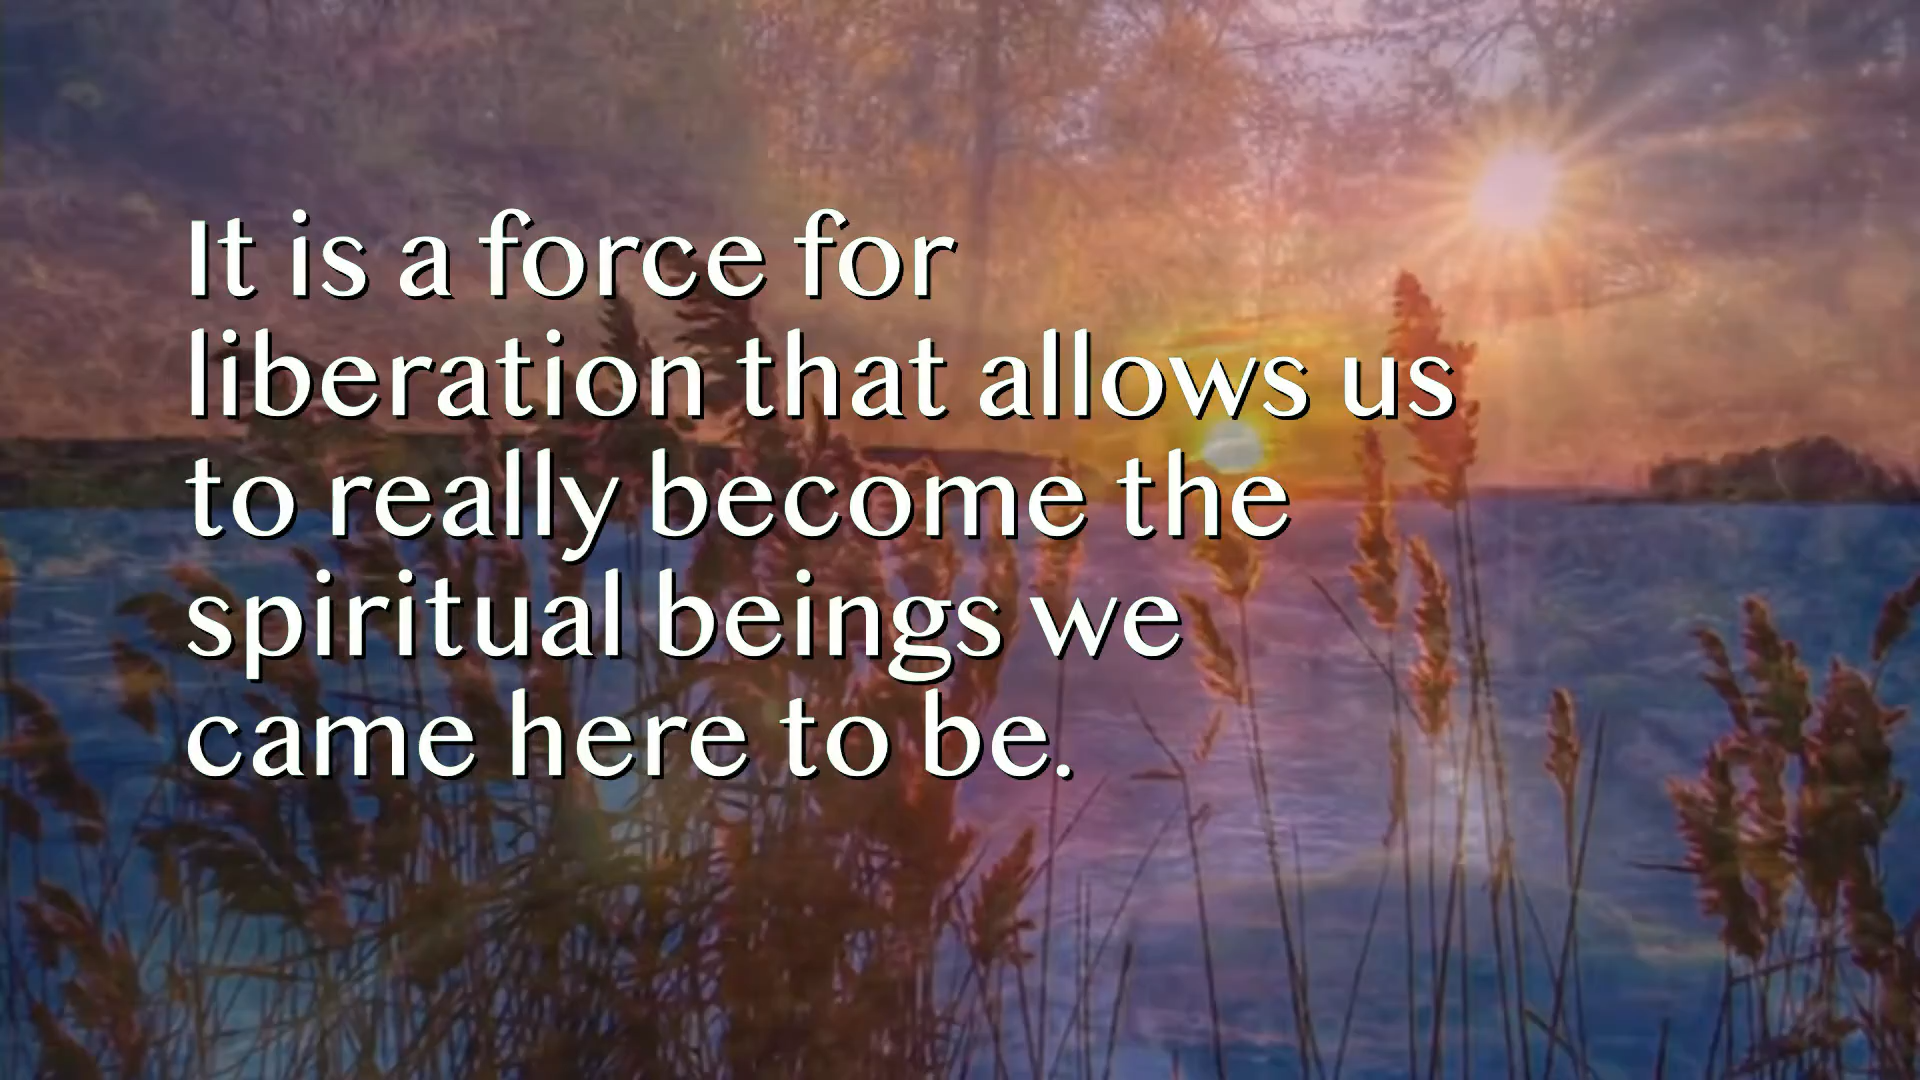 It is a force for
liberation that allows us
to really become the
spiritual beings we
came here to be.